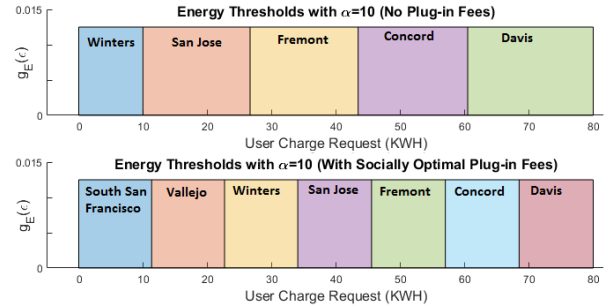 Energy Thresholds with α=10 (No Plug-in Fees)
0.015
Winters San Jose Fremont Concord Davis
g_E(ϵ)
0
0 10 20 30 40 50 60 70 80
User Charge Request (KWH)
Energy Thresholds with α=10 (With Socially Optimal Plug-in Fees)
0.015
South San Francisco Vallejo Winters San Jose Fremont Concord Davis
g_E(ϵ)
0
0 10 20 30 40 50 60 70 80
User Charge Request (KWH)